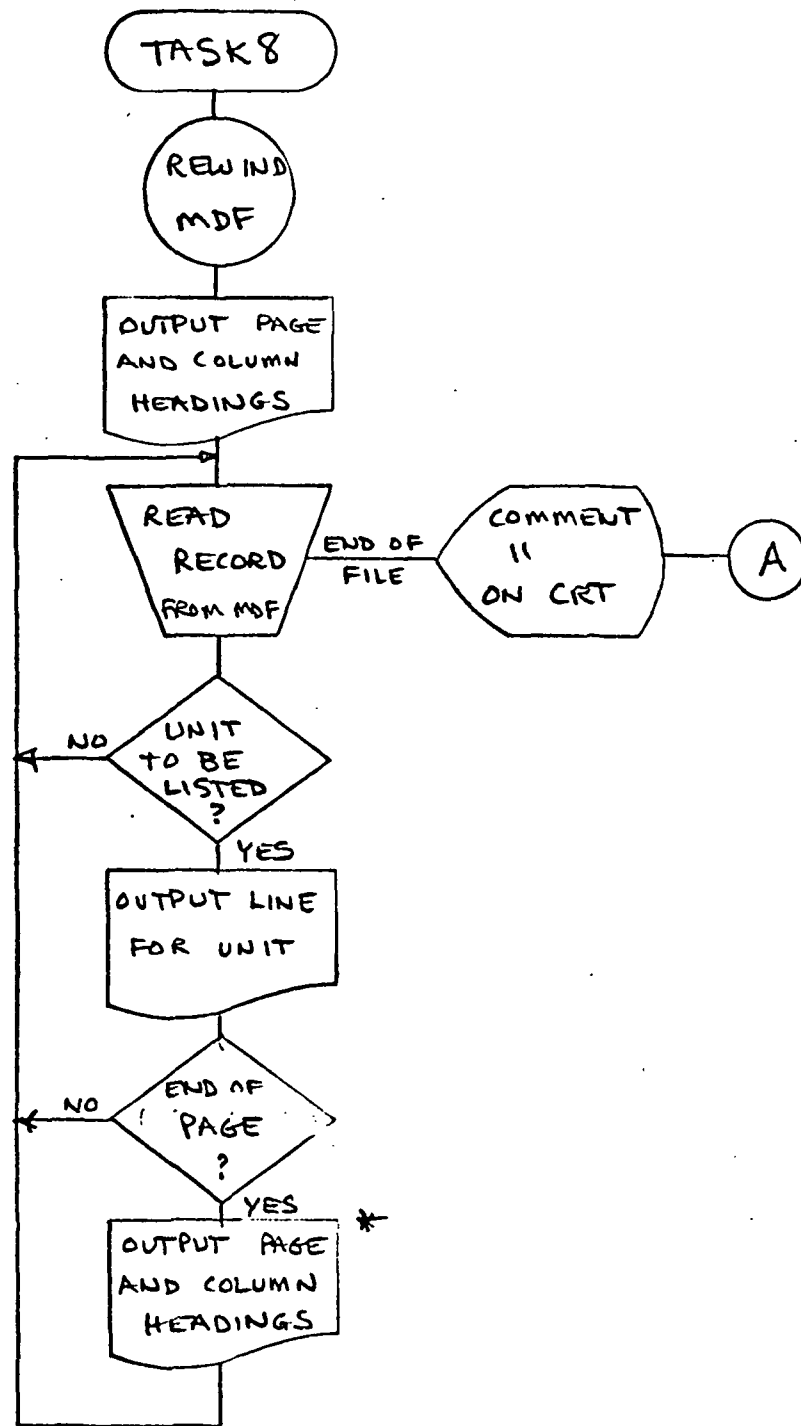 TASK 8
REWIND
MDF
OUTPUT PAGE
AND COLUMN
HEADINGS
READ
RECORD
FROM MDF
END OF
FILE
COMMENT
11
ON CRT
A
UNIT
TO BE
LISTED
?
NO
YES
OUTPUT LINE
FOR UNIT
END OF
PAGE
?
NO
YES
*
OUTPUT PAGE
AND COLUMN
HEADINGS